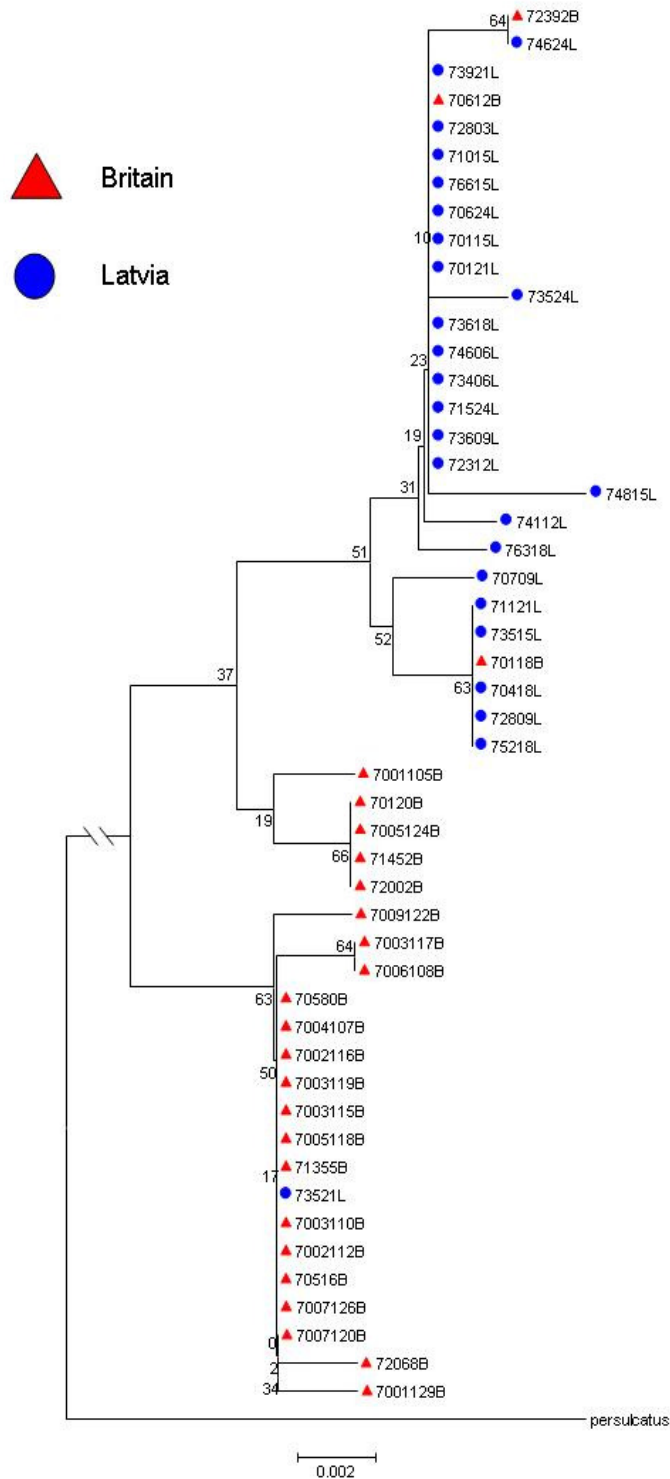 64
72392B
74624L
73921L
70612B
72803L
71015L
76615L
70624L
10
70115L
70121L
73524L
73618L
74606L
23
73406L
71524L
19
73609L
72312L
31
74815L
74112L
51
76318L
70709L
71121L
52
73515L
70118B
37
63
70418L
72809L
75218L
7001105B
19
70120B
7005124B
66
71452B
72002B
7009122B
64
7003117B
7006108B
63
70580B
7004107B
7002116B
50
7003119B
7003115B
7005118B
17
71355B
73521L
7003110B
7002112B
70516B
7007126B
0
7007120B
2
72068B
34
7001129B
persulcatus
0.002
Britain
Latvia